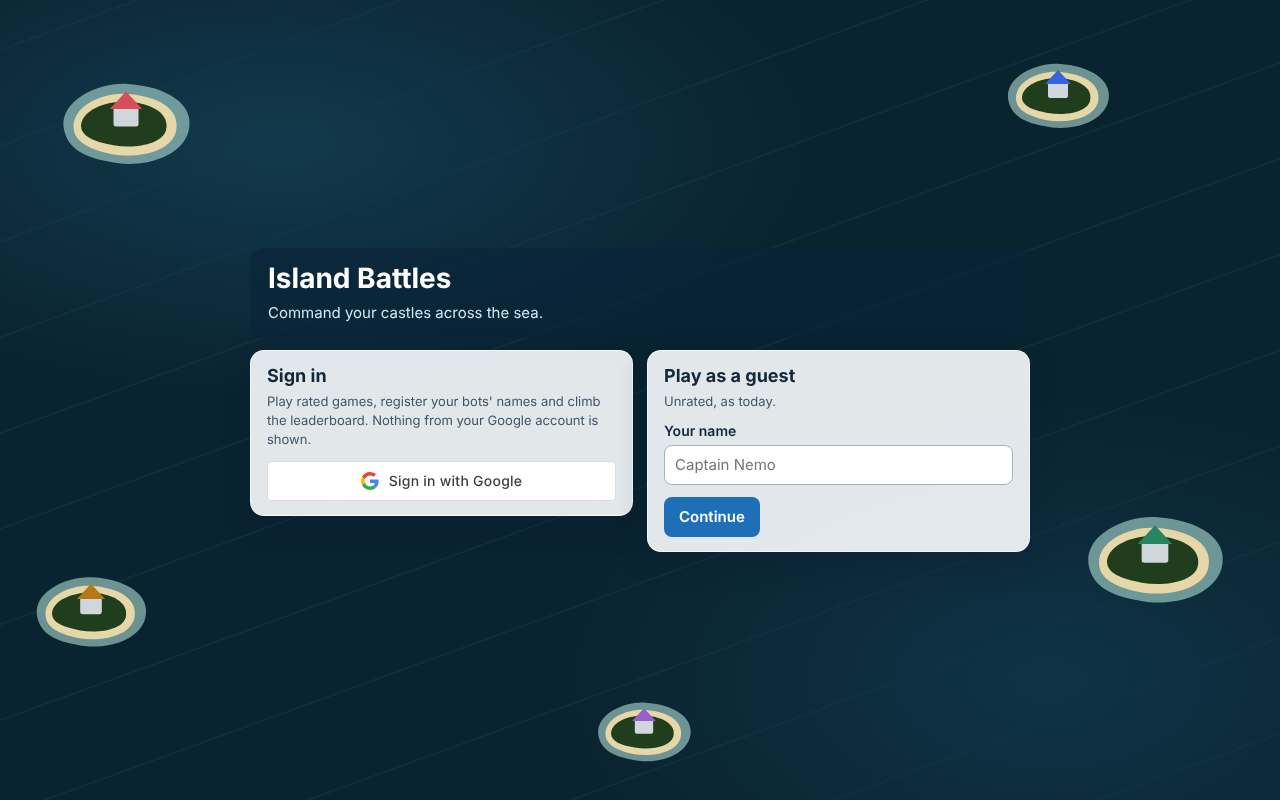 Island Battles
Command your castles across the sea.
Sign in
Play rated games, register your bots' names and climb
the leaderboard. Nothing from your Google account is
shown.
Sign in with Google
Play as a guest
Unrated, as today.
Your name
Captain Nemo
Continue